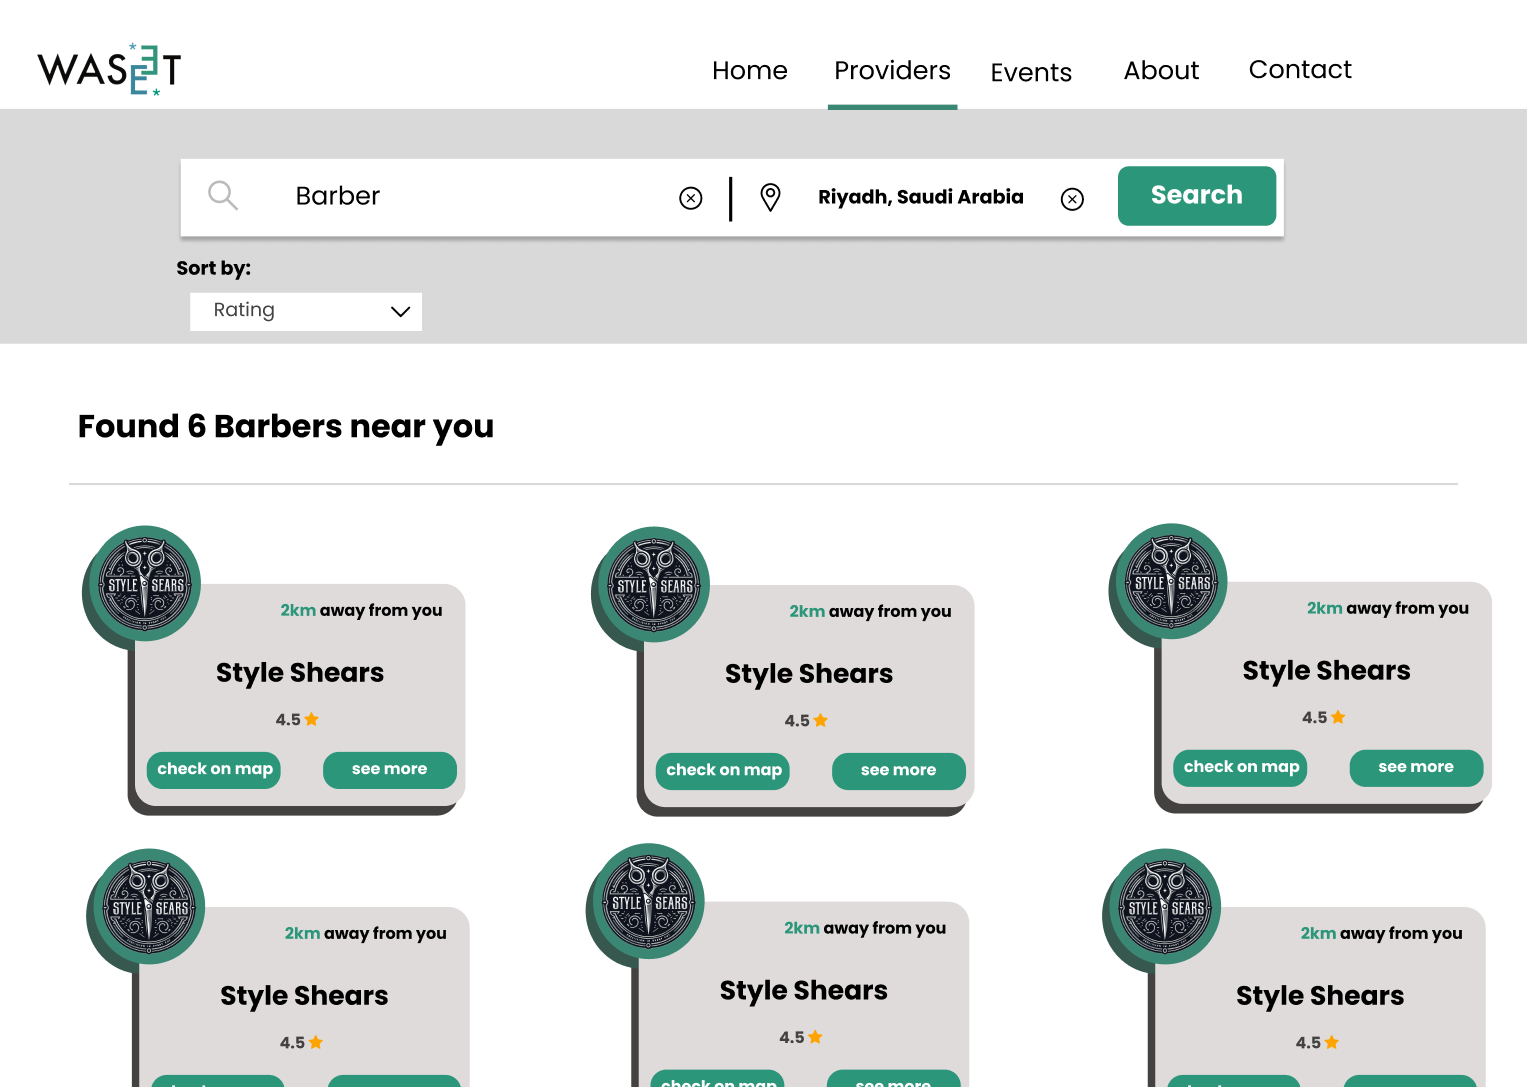 WASEET
Home Providers Events About Contact
Barber
Riyadh, Saudi Arabia
Search
Sort by:
Rating
Found 6 Barbers near you
STYLE SEARS
2km away from you
Style Shears
4.5
check on map see more
STYLE SEARS
2km away from you
Style Shears
4.5
check on map see more
STYLE SEARS
2km away from you
Style Shears
4.5
check on map see more
STYLE SEARS
2km away from you
Style Shears
4.5
STYLE SEARS
2km away from you
Style Shears
4.5
check on map see more
STYLE SEARS
2km away from you
Style Shears
4.5